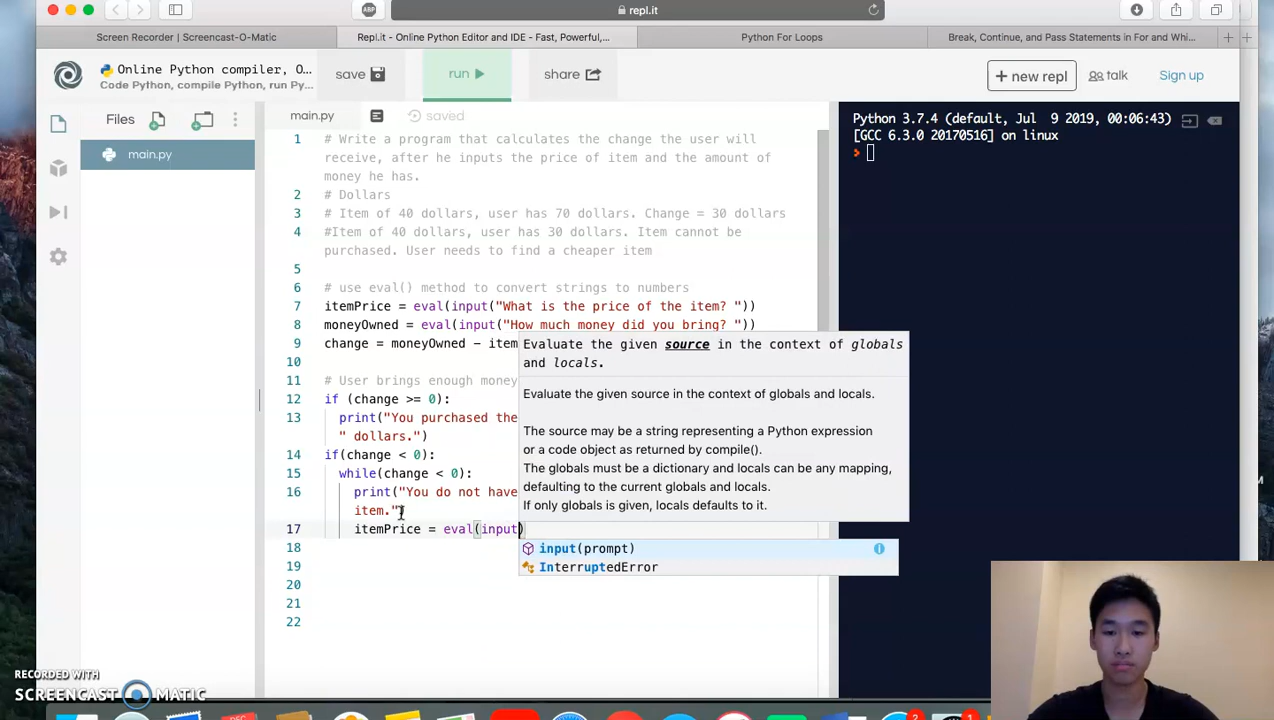 repl.it
Screen Recorder | Screencast-O-Matic
Repl.it - Online Python Editor and IDE - Fast, Powerful,...
Python For Loops
Break, Continue, and Pass Statements in For and Whi...
Online Python compiler, O...
Code Python, compile Python, run Py...
save
run
share
+ new repl
talk
Sign up
Files
main.py
saved
main.py
1 # Write a program that calculates the change the user will
receive, after he inputs the price of item and the amount of
money he has.
2 # Dollars
3 # Item of 40 dollars, user has 70 dollars. Change = 30 dollars
4 #Item of 40 dollars, user has 30 dollars. Item cannot be
purchased. User needs to find a cheaper item
5
6 # use eval() method to convert strings to numbers
7 itemPrice = eval(input("What is the price of the item? "))
8 moneyOwned = eval(input("How much money did you bring? "))
9 change = moneyOwned - item
10
11 # User brings enough money
12 if (change >= 0):
13 print("You purchased the
" dollars.")
14 if(change < 0):
15 while(change < 0):
16 print("You do not have
item.")
17 itemPrice = eval(input)
18
19
20
21
22
Evaluate the given source in the context of globals
and locals.
Evaluate the given source in the context of globals and locals.
The source may be a string representing a Python expression
or a code object as returned by compile().
The globals must be a dictionary and locals can be any mapping,
defaulting to the current globals and locals.
If only globals is given, locals defaults to it.
input(prompt)
InterruptedError
Python 3.7.4 (default, Jul 9 2019, 00:06:43)
[GCC 6.3.0 20170516] on linux
>
ABP
RECORDED WITH
SCREENCAST-O-MATIC
DEC
2
1